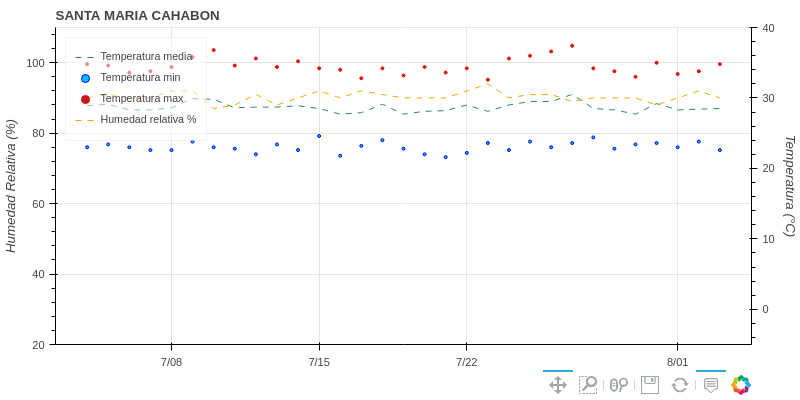 SANTA MARIA CAHABON
Temperatura media
Temperatura min
Temperatura max
Humedad relativa %
Humedad Relativa (%)
100
80
60
40
20
40
30
20
10
0
Temperatura (°C)
7/08
7/15
7/22
8/01